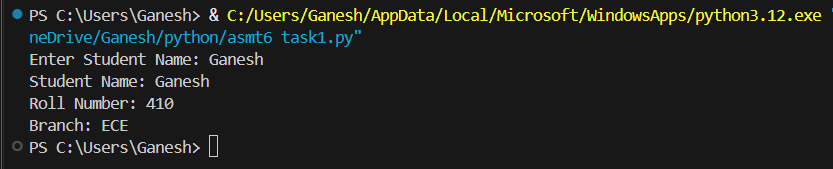 PS C:\Users\Ganesh> & C:/Users/Ganesh/AppData/Local/Microsoft/WindowsApps/python3.12.exe "
neDrive/Ganesh/python/asmt6 task1.py"
Enter Student Name: Ganesh
Student Name: Ganesh
Roll Number: 410
Branch: ECE
PS C:\Users\Ganesh>